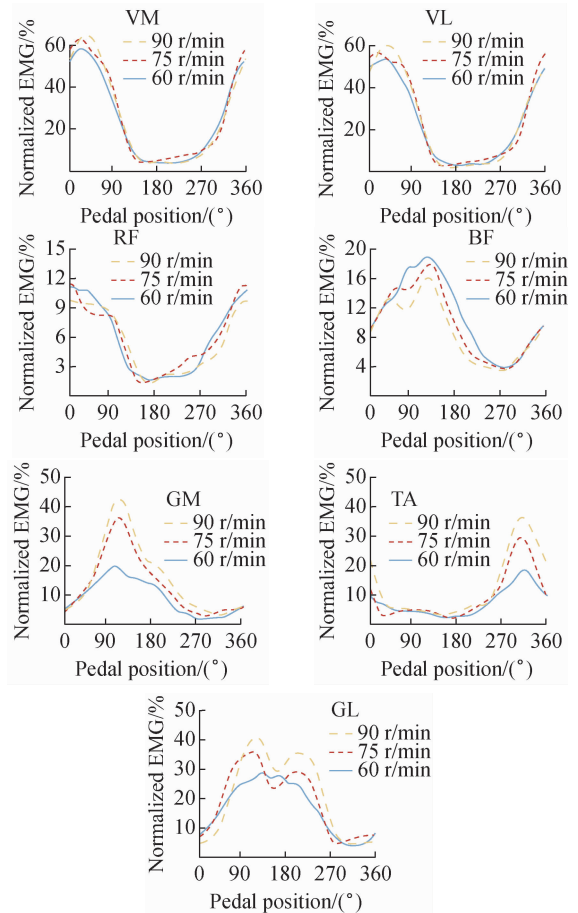 VM
Normalized EMG/%
60
40
20
90 r/min
75 r/min
60 r/min
0 90 180 270 360
Pedal position/(°)
VL
Normalized EMG/%
60
40
20
90 r/min
75 r/min
60 r/min
0 90 180 270 360
Pedal position/(°)
RF
Normalized EMG/%
15
12
9
6
3
90 r/min
75 r/min
60 r/min
0 90 180 270 360
Pedal position/(°)
BF
Normalized EMG/%
20
16
12
8
4
90 r/min
75 r/min
60 r/min
0 90 180 270 360
Pedal position/(°)
GM
Normalized EMG/%
50
40
30
20
10
90 r/min
75 r/min
60 r/min
0 90 180 270 360
Pedal position/(°)
TA
Normalized EMG/%
50
40
30
20
10
90 r/min
75 r/min
60 r/min
0 90 180 270 360
Pedal position/(°)
GL
Normalized EMG/%
50
40
30
20
10
90 r/min
75 r/min
60 r/min
0 90 180 270 360
Pedal position/(°)